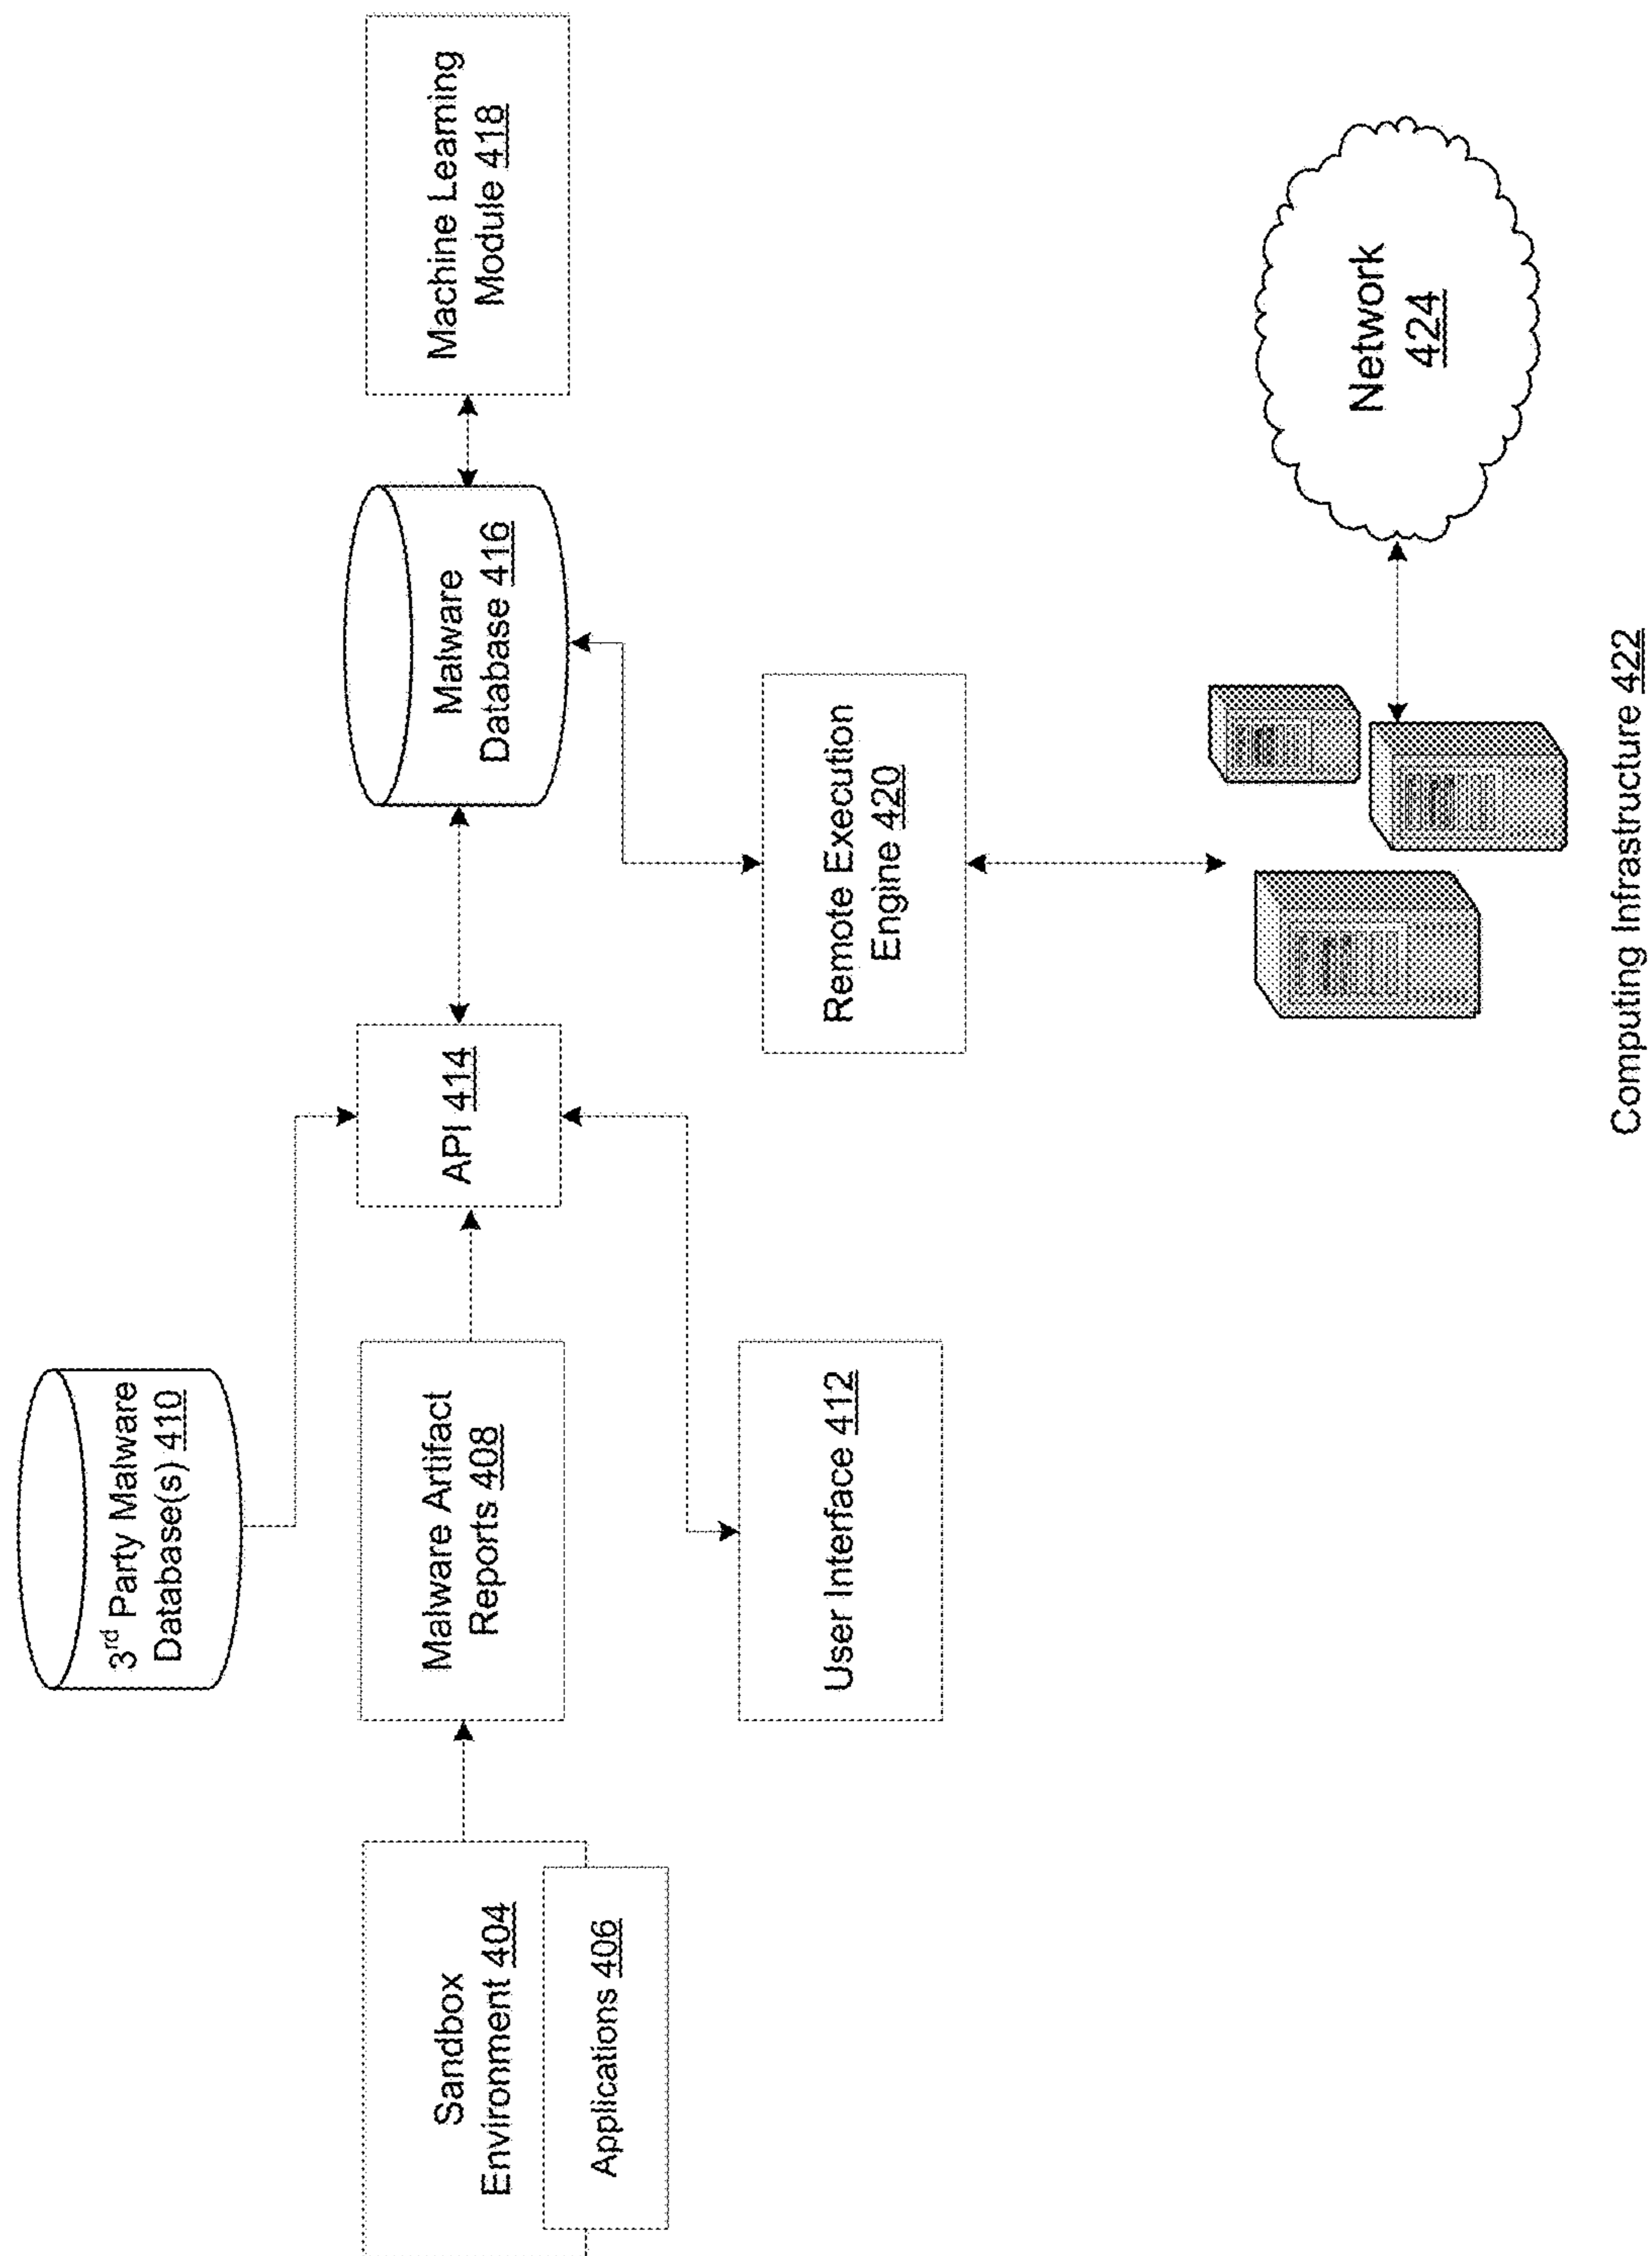 3rd Party Malware
Database(s) 410
Sandbox
Environment 404
Applications 406
Malware Artifact
Reports 408
API 414
Malware
Database 416
Machine Learning
Module 418
User Interface 412
Remote Execution
Engine 420
Network
424
Computing Infrastructure 422